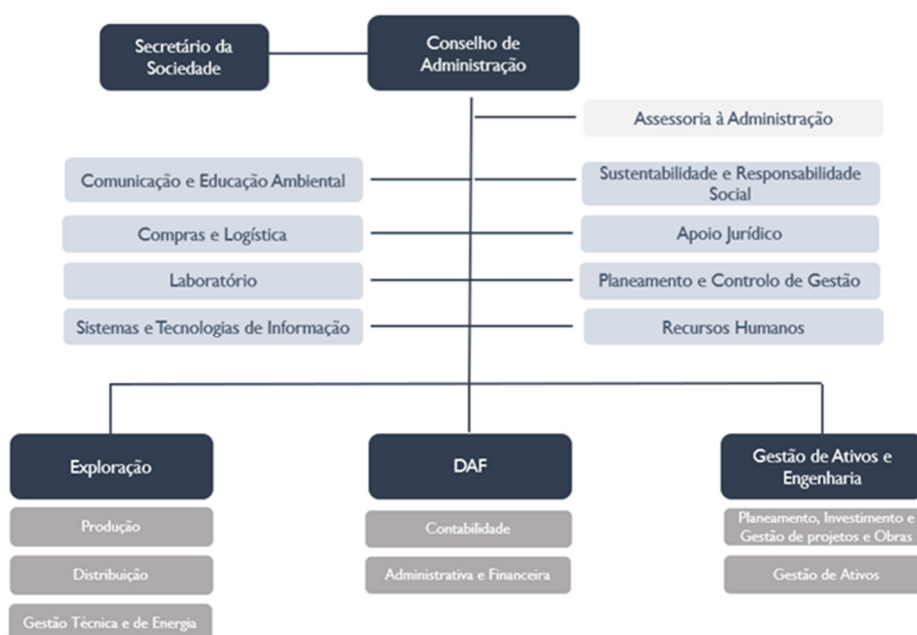 Secretário da
Sociedade
Conselho de
Administração
Assessoria à Administração
Comunicação e Educação Ambiental
Sustentabilidade e Responsabilidade
Social
Compras e Logística
Apoio Jurídico
Laboratório
Planeamento e Controlo de Gestão
Sistemas e Tecnologias de Informação
Recursos Humanos
Exploração
DAF
Gestão de Ativos e
Engenharia
Produção
Contabilidade
Planeamento, Investimento e
Gestão de projetos e Obras
Distribuição
Administrativa e Financeira
Gestão de Ativos
Gestão Técnica e de Energia